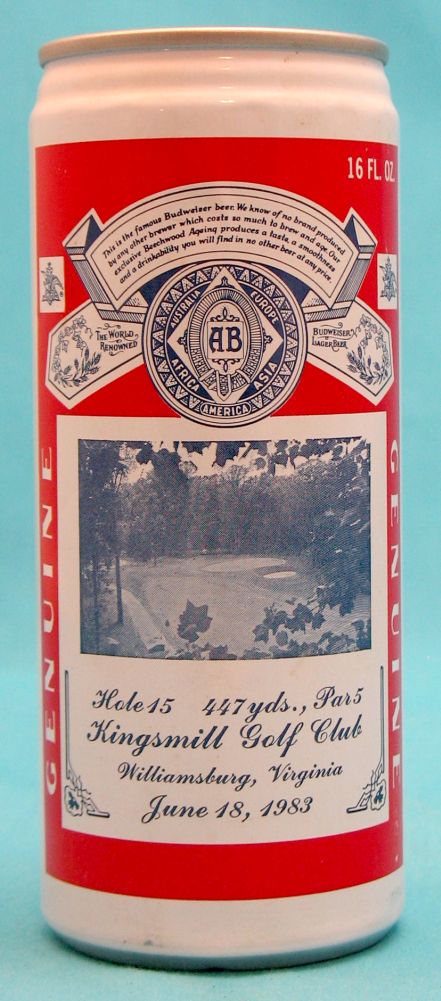 16 FL. OZ.
This is the famous Budweiser beer. We know of no brand produced
by any other brewer which costs so much to brew and age. Our
exclusive Beechwood Ageing produces a taste, a smoothness
and a drinkability you will find in no other beer at any price.
AUSTRALIA
EUROPE
AFRICA
ASIA
AMERICA
AB
THE WORLD
RENOWNED
BUDWEISER
LAGER BEER
GENUINE
GENUINE
Hole 15 447 yds., Par 5
Kingsmill Golf Club
Williamsburg, Virginia
June 18, 1983